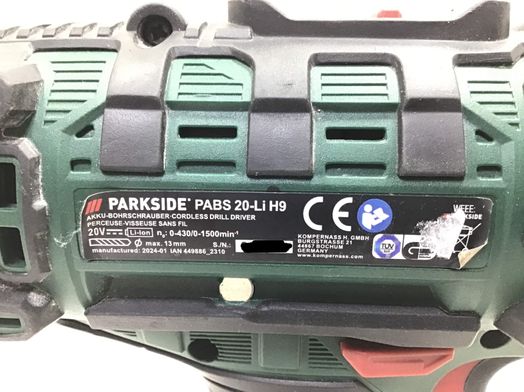 PARKSIDE® PABS 20-Li H9
AKKU-BOHRSCHRAUBER·CORDLESS DRILL DRIVER
PERCEUSE-VISSEUSE SANS FIL
20V Li-Ion n₀: 0-430/0-1500min⁻¹
Ø max. 13mm S./N.:
manufactured: 2024-01 IAN 449886_2310
CE
KOMPERNASS H. GMBH
BURGSTRASSE 21
44867 BOCHUM
GERMANY
www.kompernass.com
TÜV
WEEE:
PARKSIDE